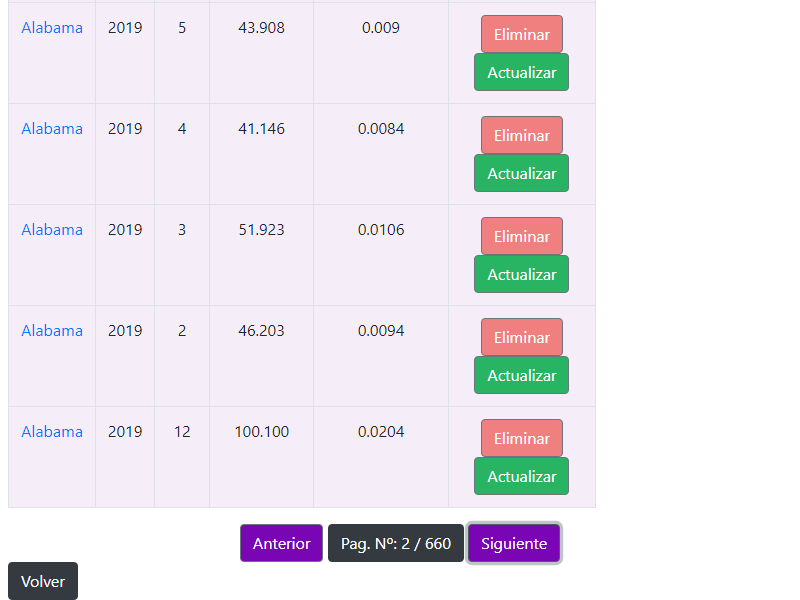 Alabama 2019 5 43.908 0.009 Eliminar
Actualizar
Alabama 2019 4 41.146 0.0084 Eliminar
Actualizar
Alabama 2019 3 51.923 0.0106 Eliminar
Actualizar
Alabama 2019 2 46.203 0.0094 Eliminar
Actualizar
Alabama 2019 12 100.100 0.0204 Eliminar
Actualizar
Anterior Pag. Nº: 2 / 660 Siguiente
Volver